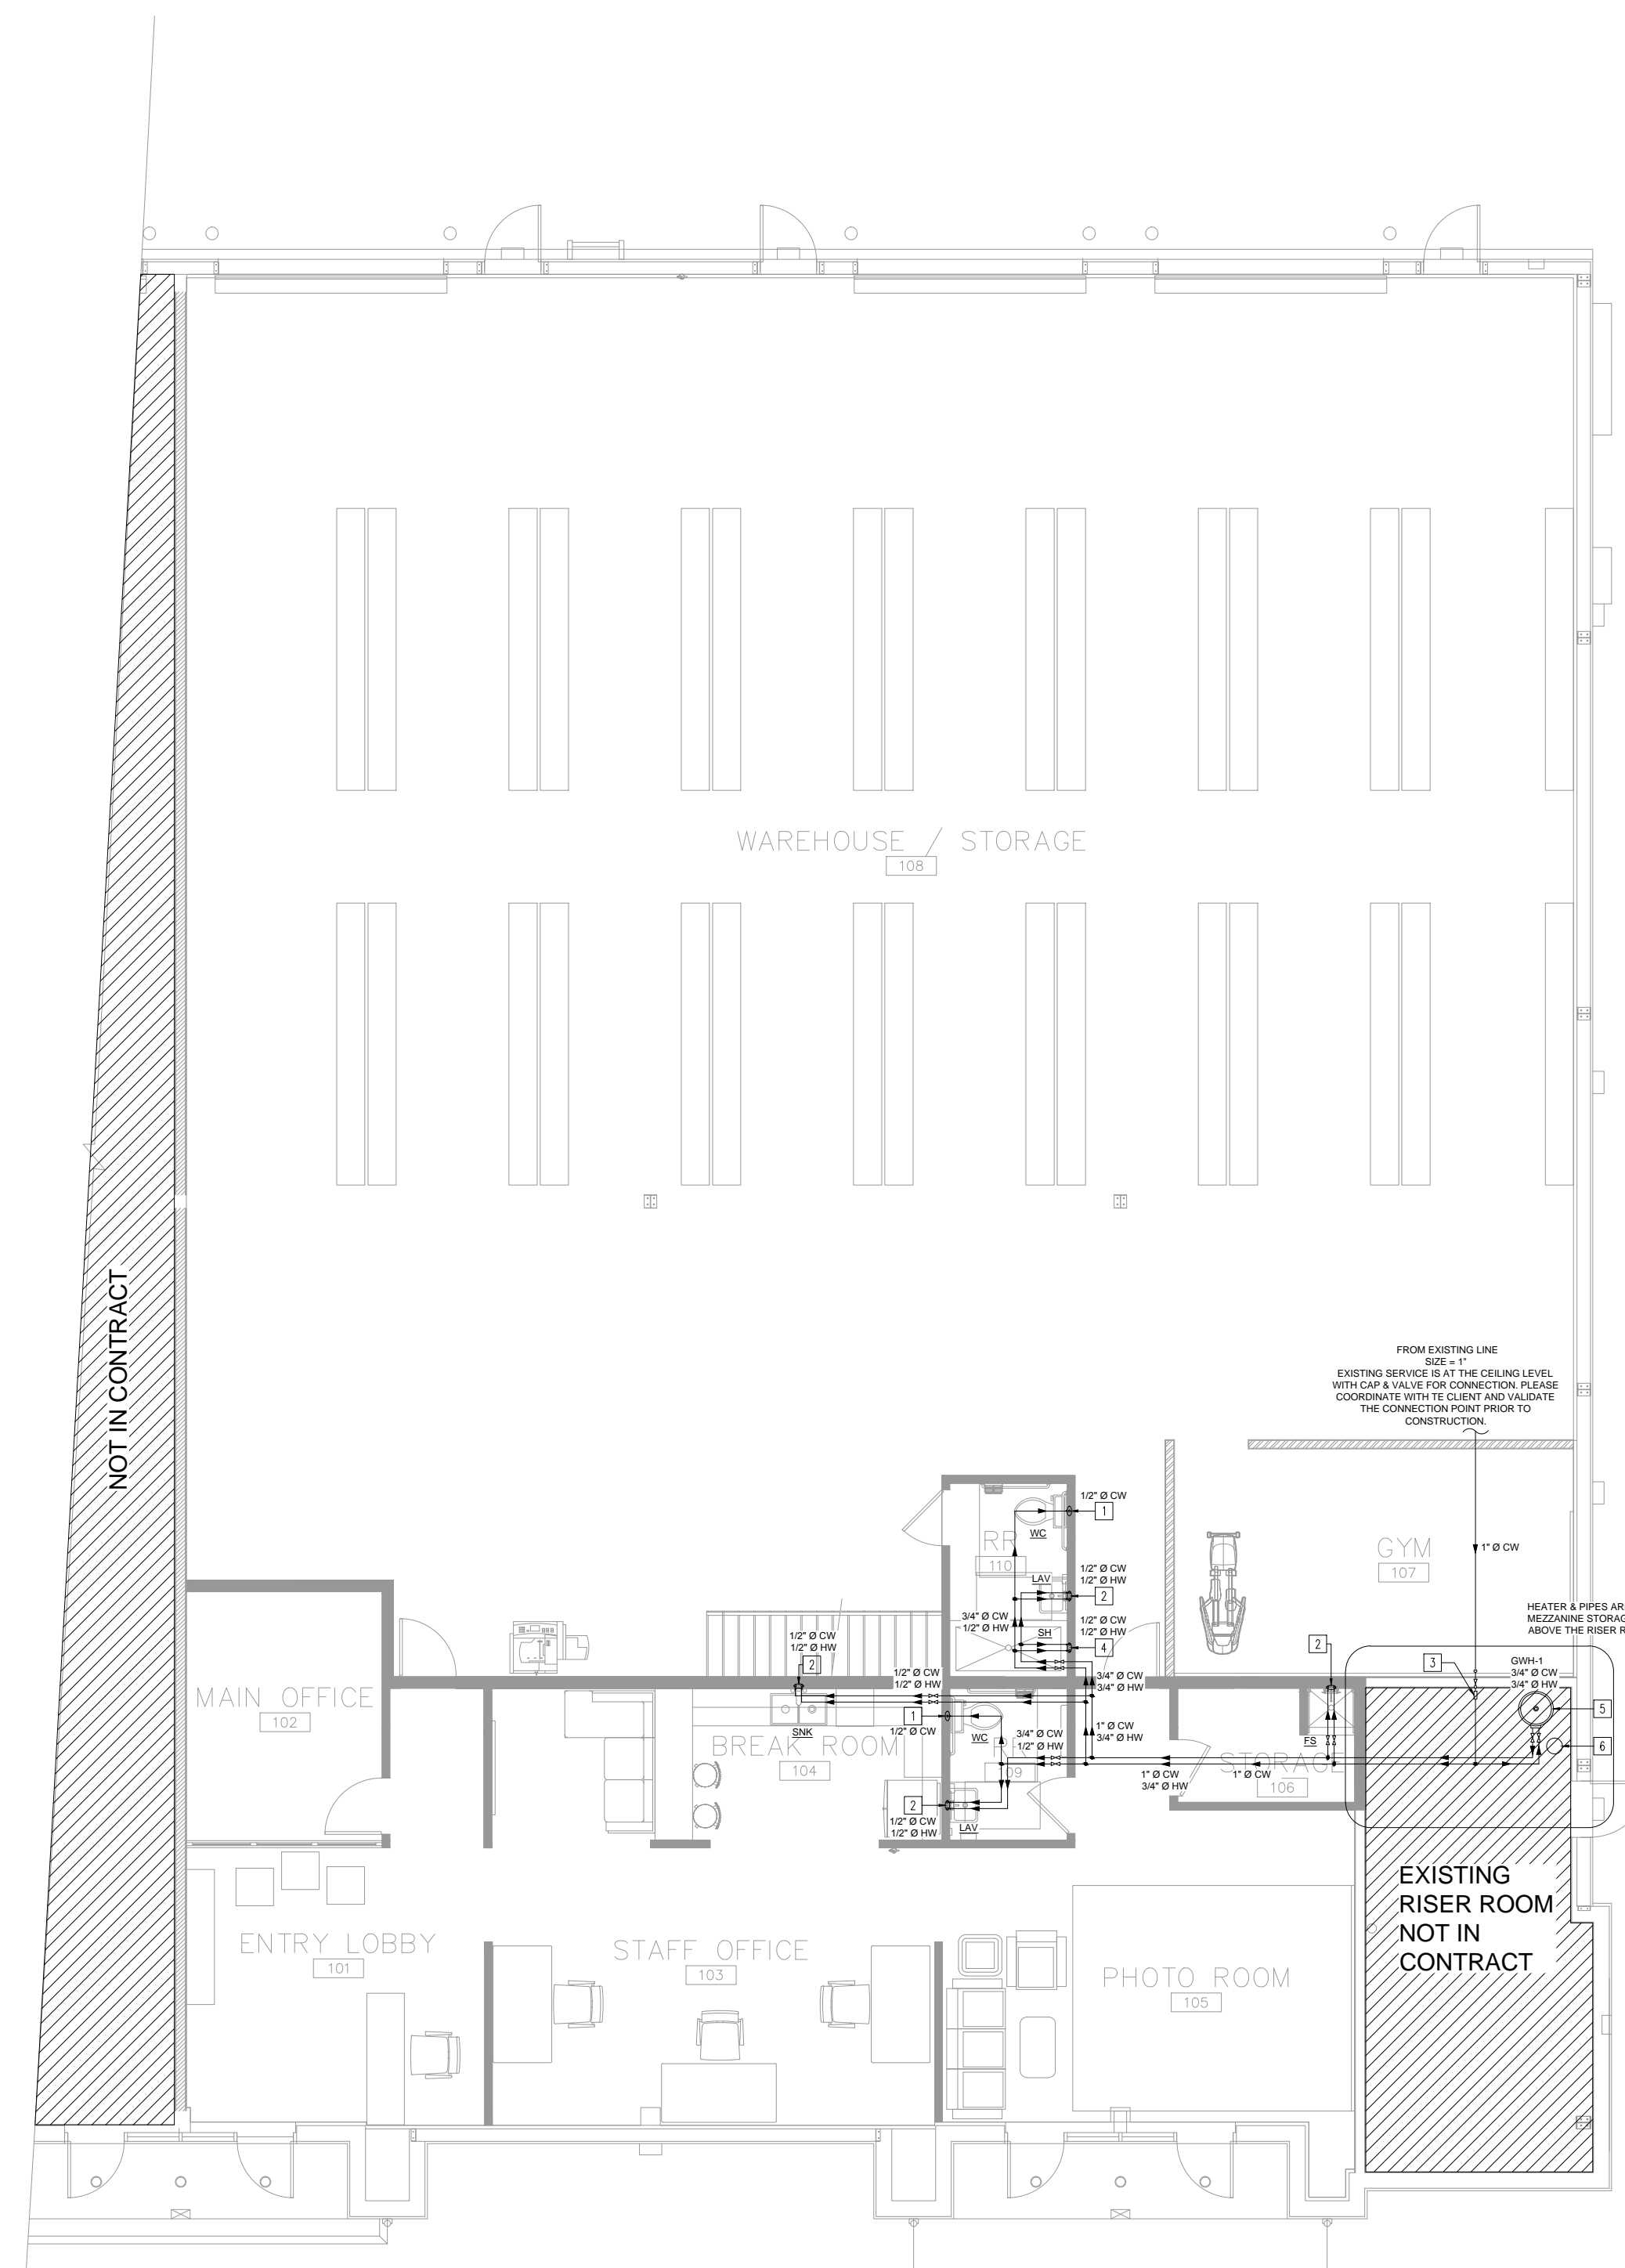 WAREHOUSE / STORAGE
108
NOT IN CONTRACT
FROM EXISTING LINE
SIZE = 1"
EXISTING SERVICE IS AT THE CEILING LEVEL
WITH CAP & VALVE FOR CONNECTION. PLEASE
COORDINATE WITH TE CLIENT AND VALIDATE
THE CONNECTION POINT PRIOR TO
CONSTRUCTION.
1/2" Ø CW
1
WC
RR
110
GYM
107
1" Ø CW
LAV
1/2" Ø CW
1/2" Ø HW
2
HEATER & PIPES AR
MEZZANINE STORAG
ABOVE THE RISER R
3/4" Ø CW
1/2" Ø HW
SH
1/2" Ø CW
1/2" Ø HW
4
1/2" Ø CW
1/2" Ø HW
2
2
3
GWH-1
3/4" Ø CW
3/4" Ø HW
1/2" Ø CW
1/2" Ø HW
3/4" Ø CW
3/4" Ø HW
MAIN OFFICE
102
5
1
1/2" Ø CW
SNK
WC
3/4" Ø CW
1/2" Ø HW
1" Ø CW
3/4" Ø HW
BREAK ROOM
104
109
FS
6
STORAGE
106
1" Ø CW
3/4" Ø HW
1" Ø CW
2
1/2" Ø CW
1/2" Ø HW
LAV
EXISTING
RISER ROOM
NOT IN
CONTRACT
ENTRY LOBBY
101
STAFF OFFICE
103
PHOTO ROOM
105